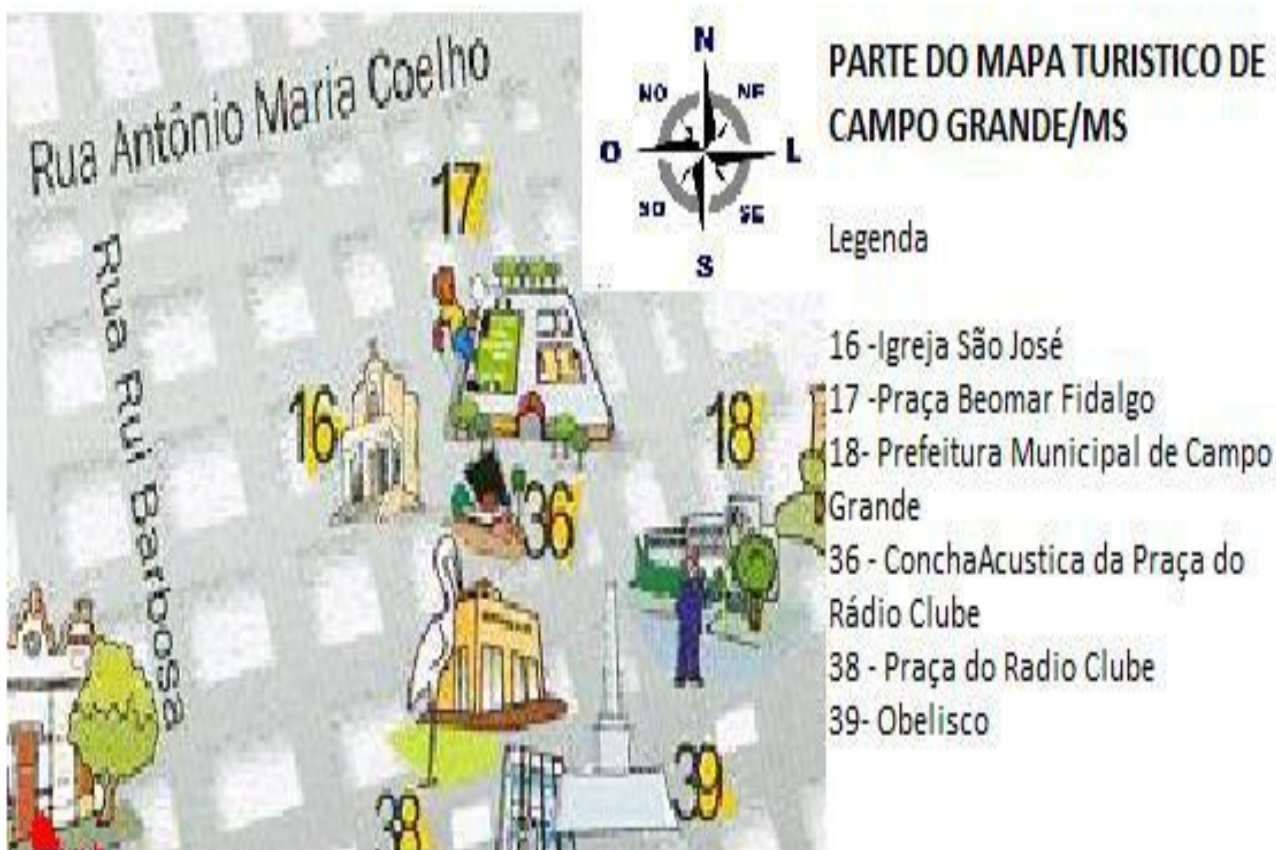 Rua Antônio Maria Coelho
Rua Rui Barbosa
17
16
18
36
38
39
N
NO
NE
O
L
SO
SE
S
PARTE DO MAPA TURISTICO DE
CAMPO GRANDE/MS
Legenda
16 -Igreja São José
17 -Praça Beomar Fidalgo
18- Prefeitura Municipal de Campo
Grande
36 - ConchaAcustica da Praça do
Rádio Clube
38 - Praça do Radio Clube
39- Obelisco